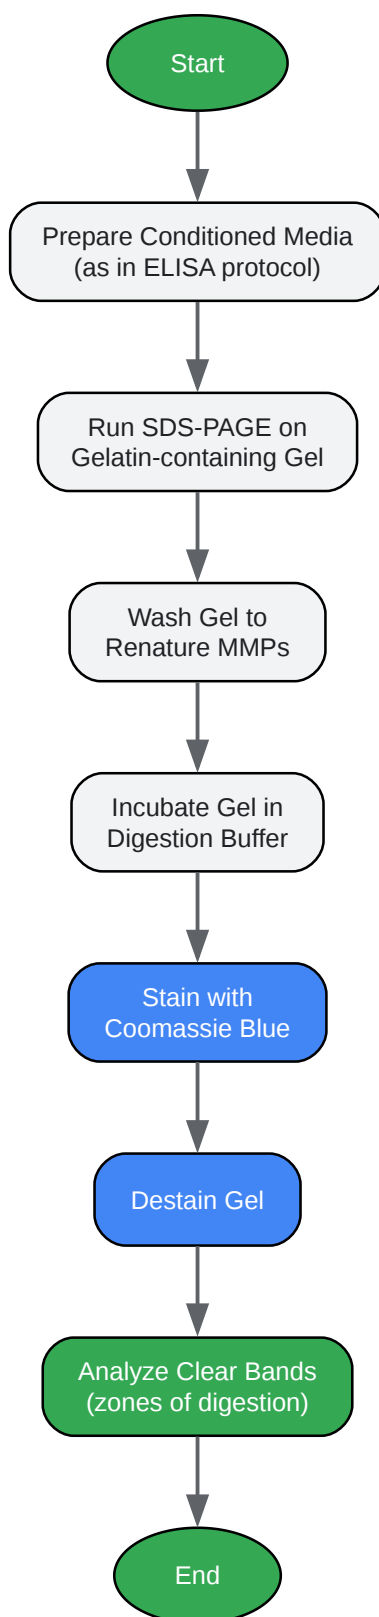 Start
Prepare Conditioned Media
(as in ELISA protocol)
Run SDS-PAGE on
Gelatin-containing Gel
Wash Gel to
Renature MMPs
Incubate Gel in
Digestion Buffer
Stain with
Coomassie Blue
Destain Gel
Analyze Clear Bands
(zones of digestion)
End